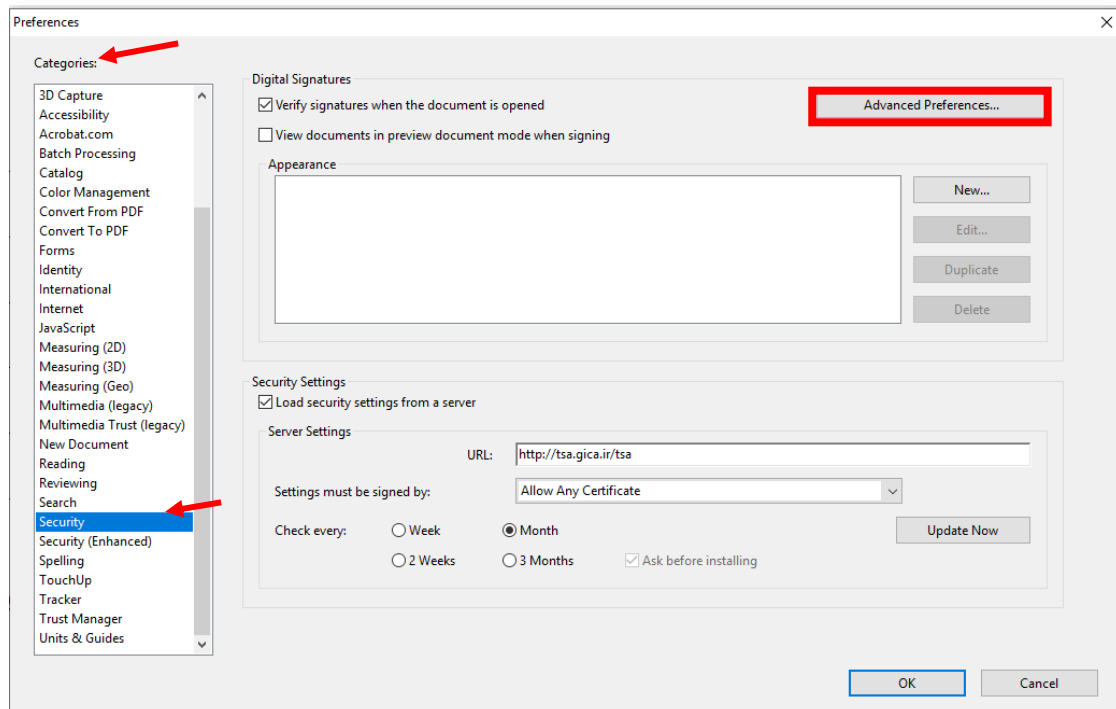 Preferences
Categories:
3D Capture
Accessibility
Acrobat.com
Batch Processing
Catalog
Color Management
Convert From PDF
Convert To PDF
Forms
Identity
International
Internet
JavaScript
Measuring (2D)
Measuring (3D)
Measuring (Geo)
Multimedia (legacy)
Multimedia Trust (legacy)
New Document
Reading
Reviewing
Search
Security
Security (Enhanced)
Spelling
TouchUp
Tracker
Trust Manager
Units & Guides
Digital Signatures
Verify signatures when the document is opened
Advanced Preferences...
View documents in preview document mode when signing
Appearance
New...
Edit...
Duplicate
Delete
Security Settings
Load security settings from a server
Server Settings
URL: http://tsa.gica.ir/tsa
Settings must be signed by: Allow Any Certificate
Check every: Week Month Update Now
2 Weeks 3 Months Ask before installing
OK Cancel